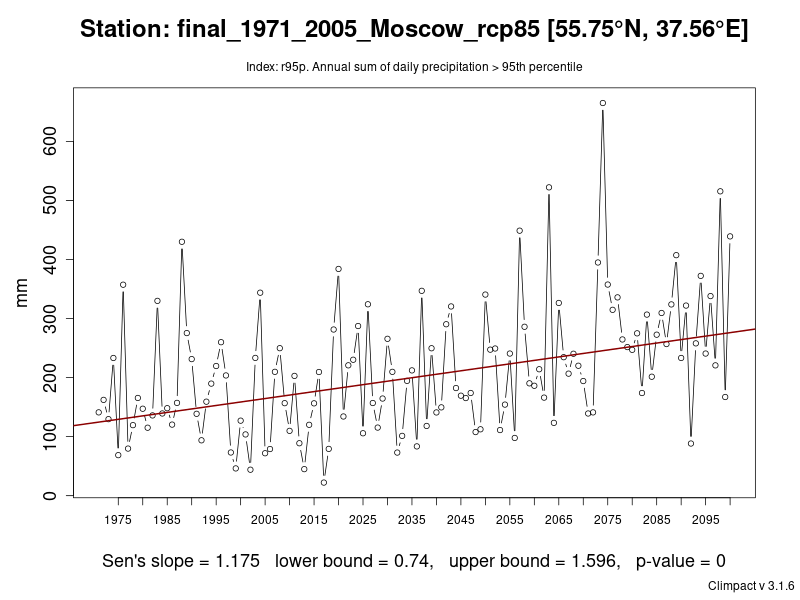 Station: final_1971_2005_Moscow_rcp85 [55.75°N, 37.56°E]
Index: r95p. Annual sum of daily precipitation > 95th percentile
600
500
400
300
200
100
0
mm
1975 1985 1995 2005 2015 2025 2035 2045 2055 2065 2075 2085 2095
Sen's slope = 1.175 lower bound = 0.74, upper bound = 1.596, p-value = 0
Climpact v 3.1.6